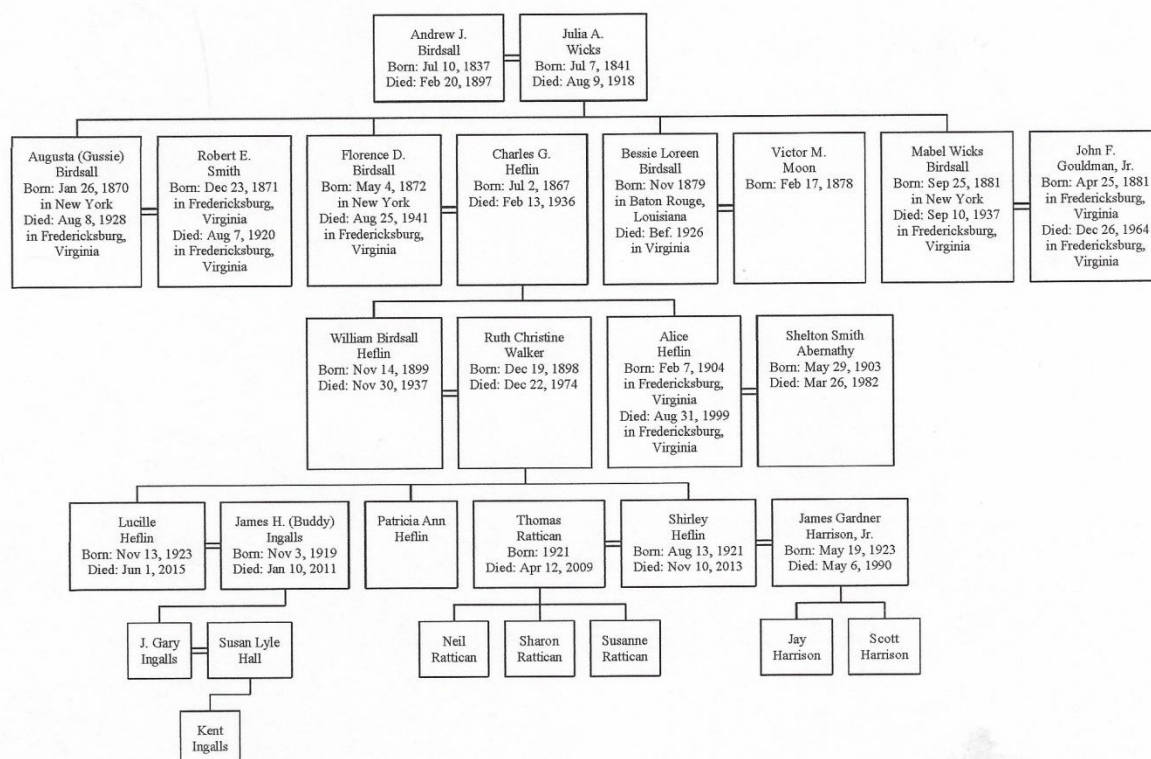 Andrew J.
Birdsall
Born: Jul 10, 1837
Died: Feb 20, 1897
Julia A.
Wicks
Born: Jul 7, 1841
Died: Aug 9, 1918
Augusta (Gussie)
Birdsall
Born: Jan 26, 1870
in New York
Died: Aug 8, 1928
in Fredericksburg,
Virginia
Robert E.
Smith
Born: Dec 23, 1871
in Fredericksburg,
Virginia
Died: Aug 7, 1920
in Fredericksburg,
Virginia
Florence D.
Birdsall
Born: May 4, 1872
in New York
Died: Aug 25, 1941
in Fredericksburg,
Virginia
Charles G.
Heflin
Born: Jul 2, 1867
Died: Feb 13, 1936
Bessie Loreen
Birdsall
Born: Nov 1879
in Baton Rouge,
Louisiana
Died: Bef. 1926
in Virginia
Victor M.
Moon
Born: Feb 17, 1878
Mabel Wicks
Birdsall
Born: Sep 25, 1881
in New York
Died: Sep 10, 1937
in Fredericksburg,
Virginia
John F.
Gouldman, Jr.
Born: Apr 25, 1881
in Fredericksburg,
Virginia
Died: Dec 26, 1964
in Fredericksburg,
Virginia
William Birdsall
Heflin
Born: Nov 14, 1899
Died: Nov 30, 1937
Ruth Christine
Walker
Born: Dec 19, 1898
Died: Dec 22, 1974
Alice
Heflin
Born: Feb 7, 1904
in Fredericksburg,
Virginia
Died: Aug 31, 1999
in Fredericksburg,
Virginia
Shelton Smith
Abernathy
Born: May 29, 1903
Died: Mar 26, 1982
Lucille
Heflin
Born: Nov 13, 1923
Died: Jun 1, 2015
James H. (Buddy)
Ingalls
Born: Nov 3, 1919
Died: Jan 10, 2011
Patricia Ann
Heflin
Thomas
Rattican
Born: 1921
Died: Apr 12, 2009
Shirley
Heflin
Born: Aug 13, 1921
Died: Nov 10, 2013
James Gardner
Harrison, Jr.
Born: May 19, 1923
Died: May 6, 1990
J. Gary
Ingalls
Susan Lyle
Hall
Neil
Rattican
Sharon
Rattican
Susanne
Rattican
Jay
Harrison
Scott
Harrison
Kent
Ingalls